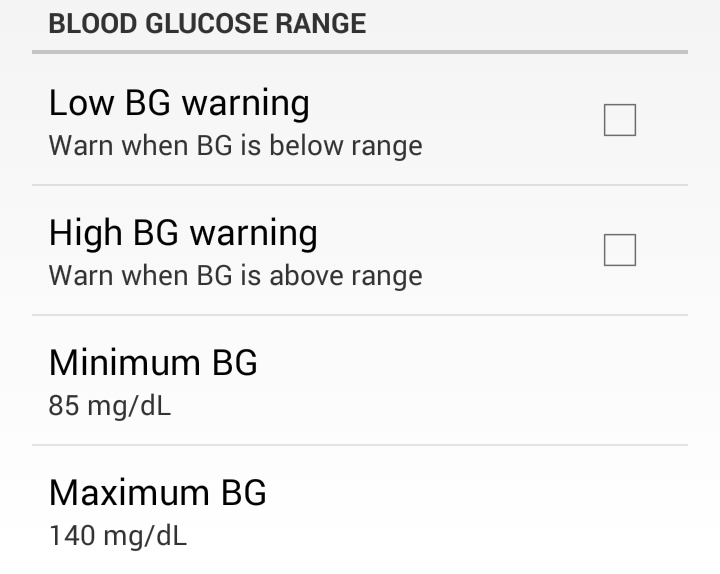 BLOOD GLUCOSE RANGE
Low BG warning
Warn when BG is below range
High BG warning
Warn when BG is above range
Minimum BG
85 mg/dL
Maximum BG
140 mg/dL